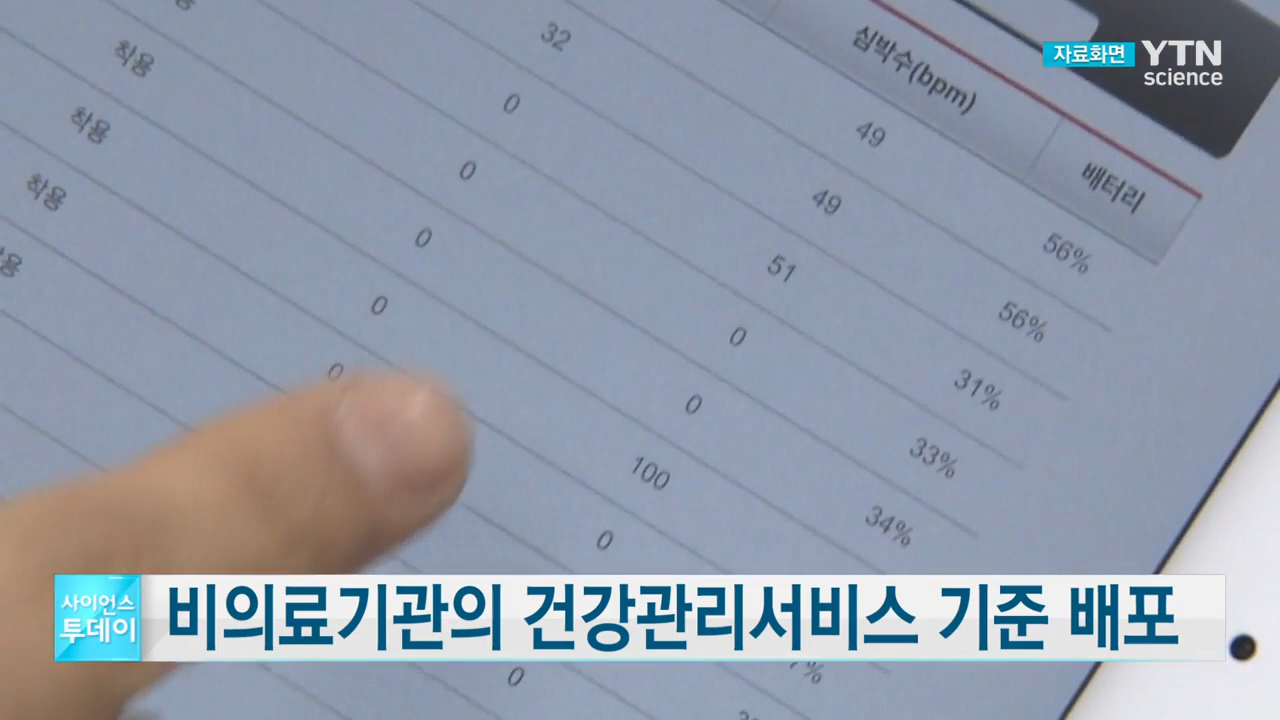 자료화면
YTN
science
심박수(bpm)
배터리
32
49
56%
착용
0
49
56%
착용
0
51
31%
착용
0
0
33%
0
0
34%
0
100
0
0
사이언스
투데이
비의료기관의 건강관리서비스 기준 배포